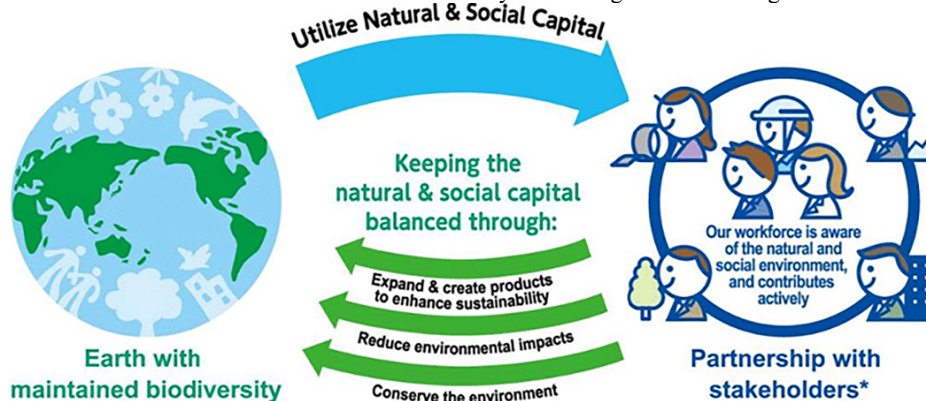 Utilize Natural & Social Capital
Keeping the
natural & social capital
balanced through:
Expand & create products
to enhance sustainability
Reduce environmental impacts
Conserve the environment
Earth with
maintained biodiversity
Our workforce is aware
of the natural and
social environment,
and contributes
actively
Partnership with
stakeholders*